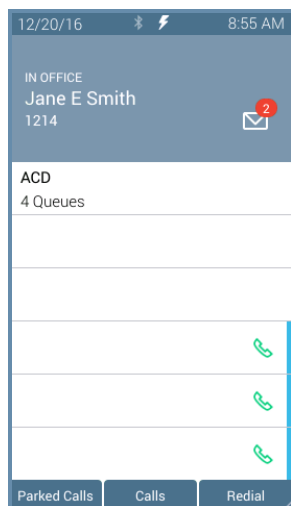 12/20/16 8:55 AM
IN OFFICE
Jane E Smith
1214
2
ACD
4 Queues
Parked Calls Calls Redial